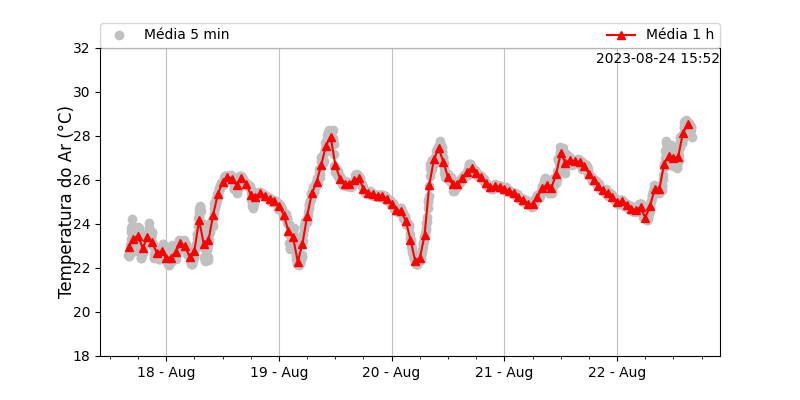 Média 5 min
Média 1 h
2023-08-24 15:52
Temperatura do Ar (°C)
32
30
28
26
24
22
20
18
18 - Aug
19 - Aug
20 - Aug
21 - Aug
22 - Aug